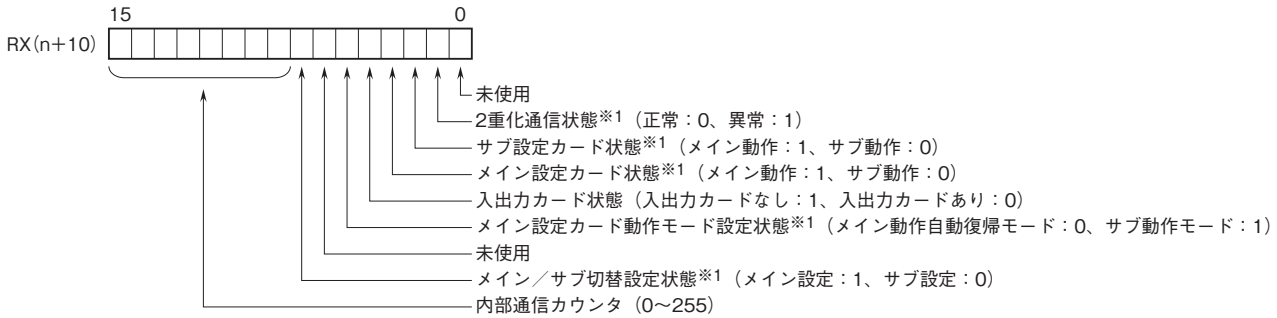 15 0
RX(n+10)
未使用
2重化通信状態※1（正常：0、異常：1）
サブ設定カード状態※1（メイン動作：1、サブ動作：0）
メイン設定カード状態※1（メイン動作：1、サブ動作：0）
入出力カード状態（入出力カードなし：1、入出力カードあり：0）
メイン設定カード動作モード設定状態※1（メイン動作自動復帰モード：0、サブ動作モード：1）
未使用
メイン／サブ切替設定状態※1（メイン設定：1、サブ設定：0）
内部通信カウンタ（0〜255）